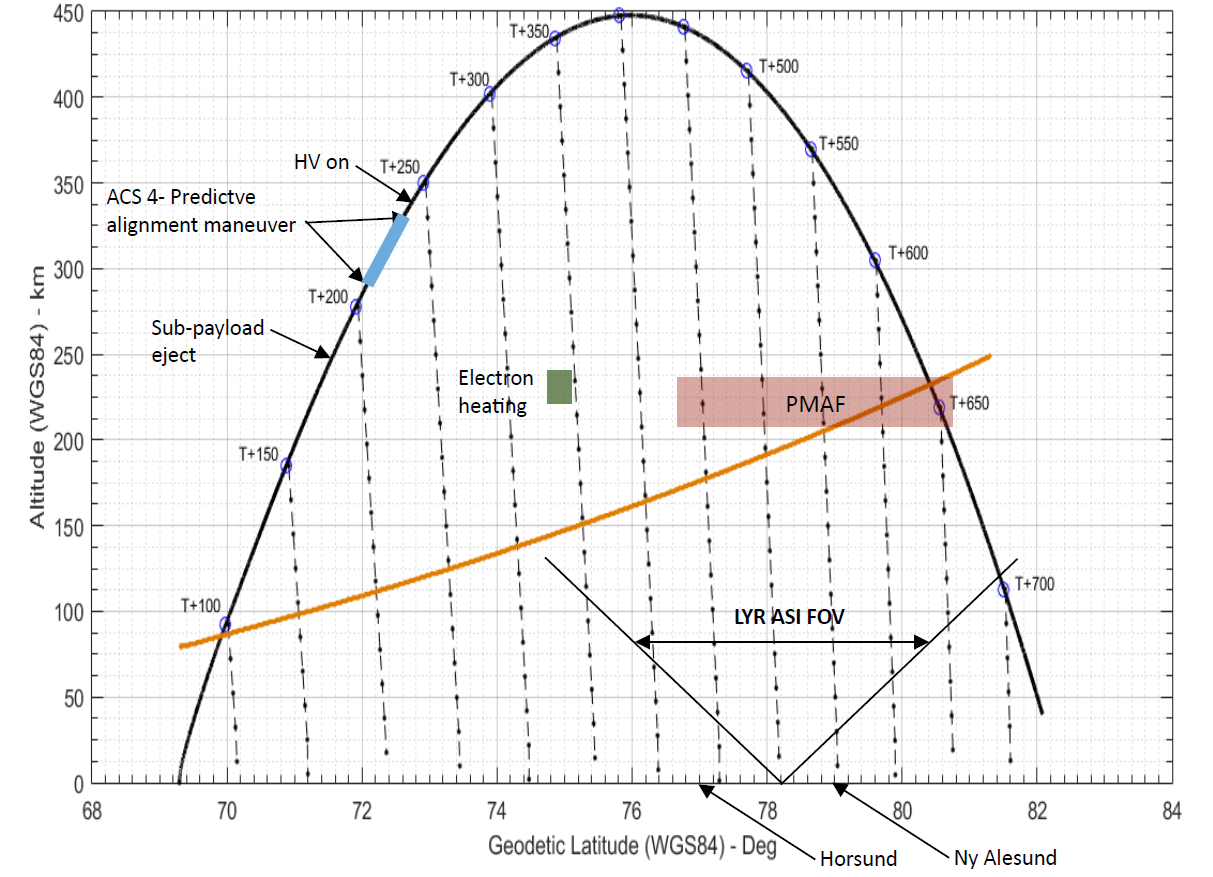 450
400
350
300
250
200
150
100
50
0
Altitude (WGS84) - km
68
70
72
74
76
78
80
82
84
Geodetic Latitude (WGS84) - Deg
T+100
T+150
T+200
T+250
T+300
T+350
T+500
T+550
T+600
T+650
T+700
HV on
ACS 4- Predictve
alignment maneuver
Sub-payload
eject
Electron
heating
PMAF
LYR ASI FOV
Horsund
Ny Alesund